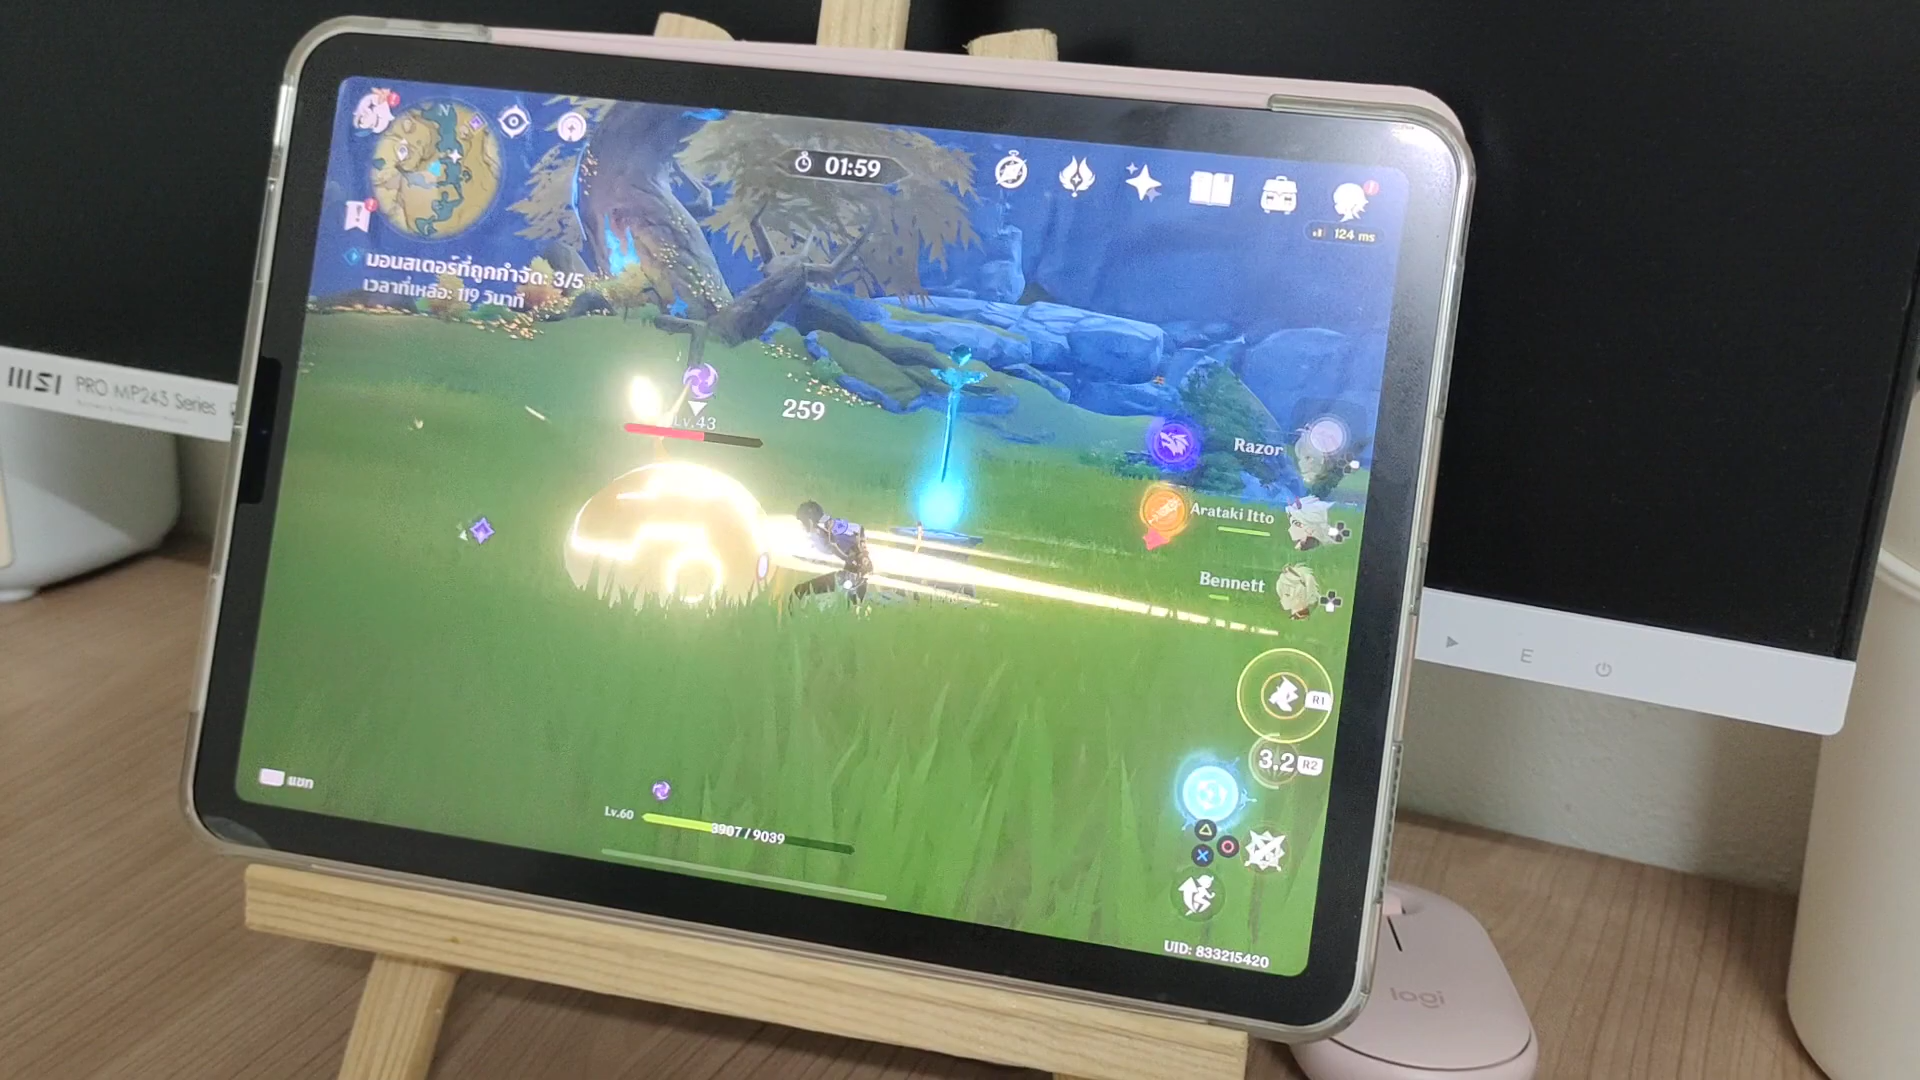 N
01:59
124 ms
มอนสเตอร์ที่ถูกกำจัด: 3/5
เวลาที่เหลือ: 119 วินาที
msi PRO MP243 Series
Lv.43
259
Razor
Arataki Itto
Bennett
E
R1
3.2 R2
แชท
Lv.60
3907 / 9039
UID: 833215420
logi